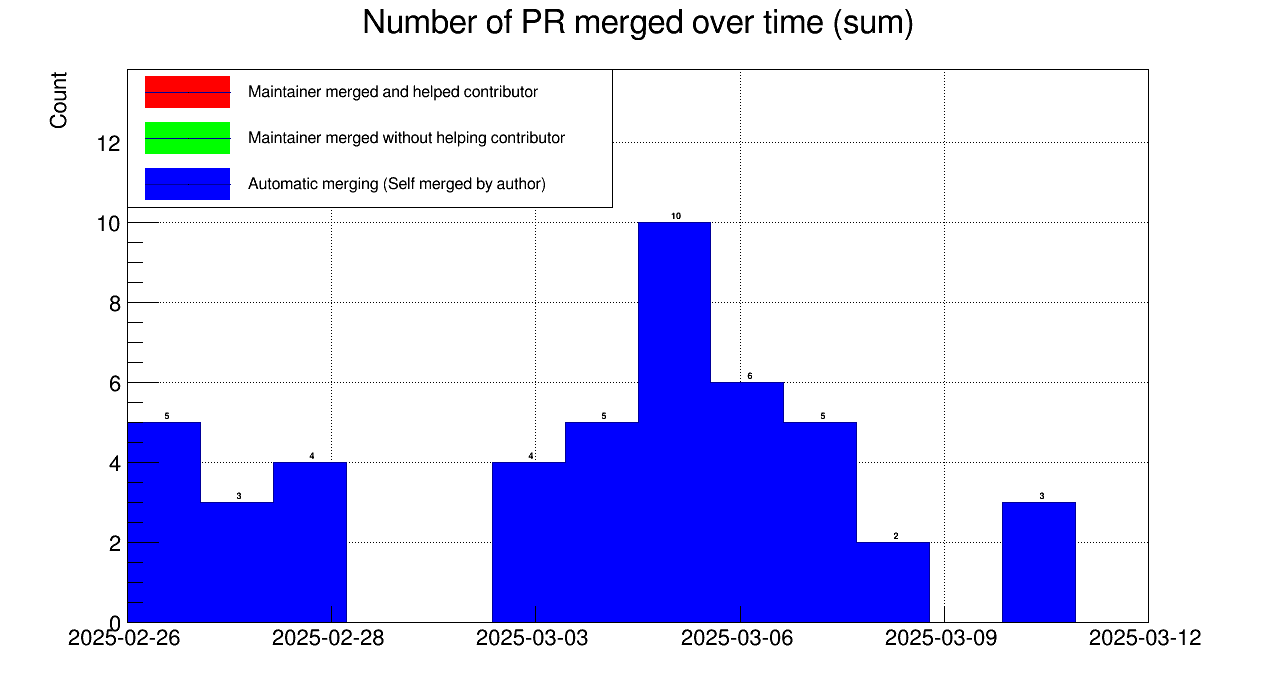 Number of PR merged over time (sum)
Count
Maintainer merged and helped contributor
Maintainer merged without helping contributor
Automatic merging (Self merged by author)
12
10
8
6
4
2
0
5
3
4
4
5
10
6
5
2
3
2025-02-26 2025-02-28 2025-03-03 2025-03-06 2025-03-09 2025-03-12